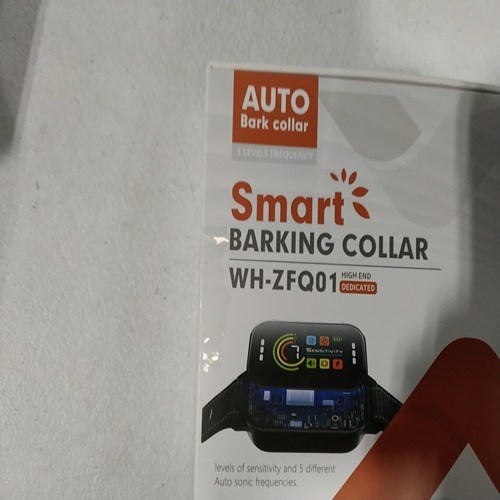 AUTO
Bark collar
5 LEVELS FREQUENCY
Smart
BARKING COLLAR
WH-ZFQ01 HIGH END DEDICATED
7 SENSITIVITY
levels of sensitivity and 5 different
Auto sonic frequencies.